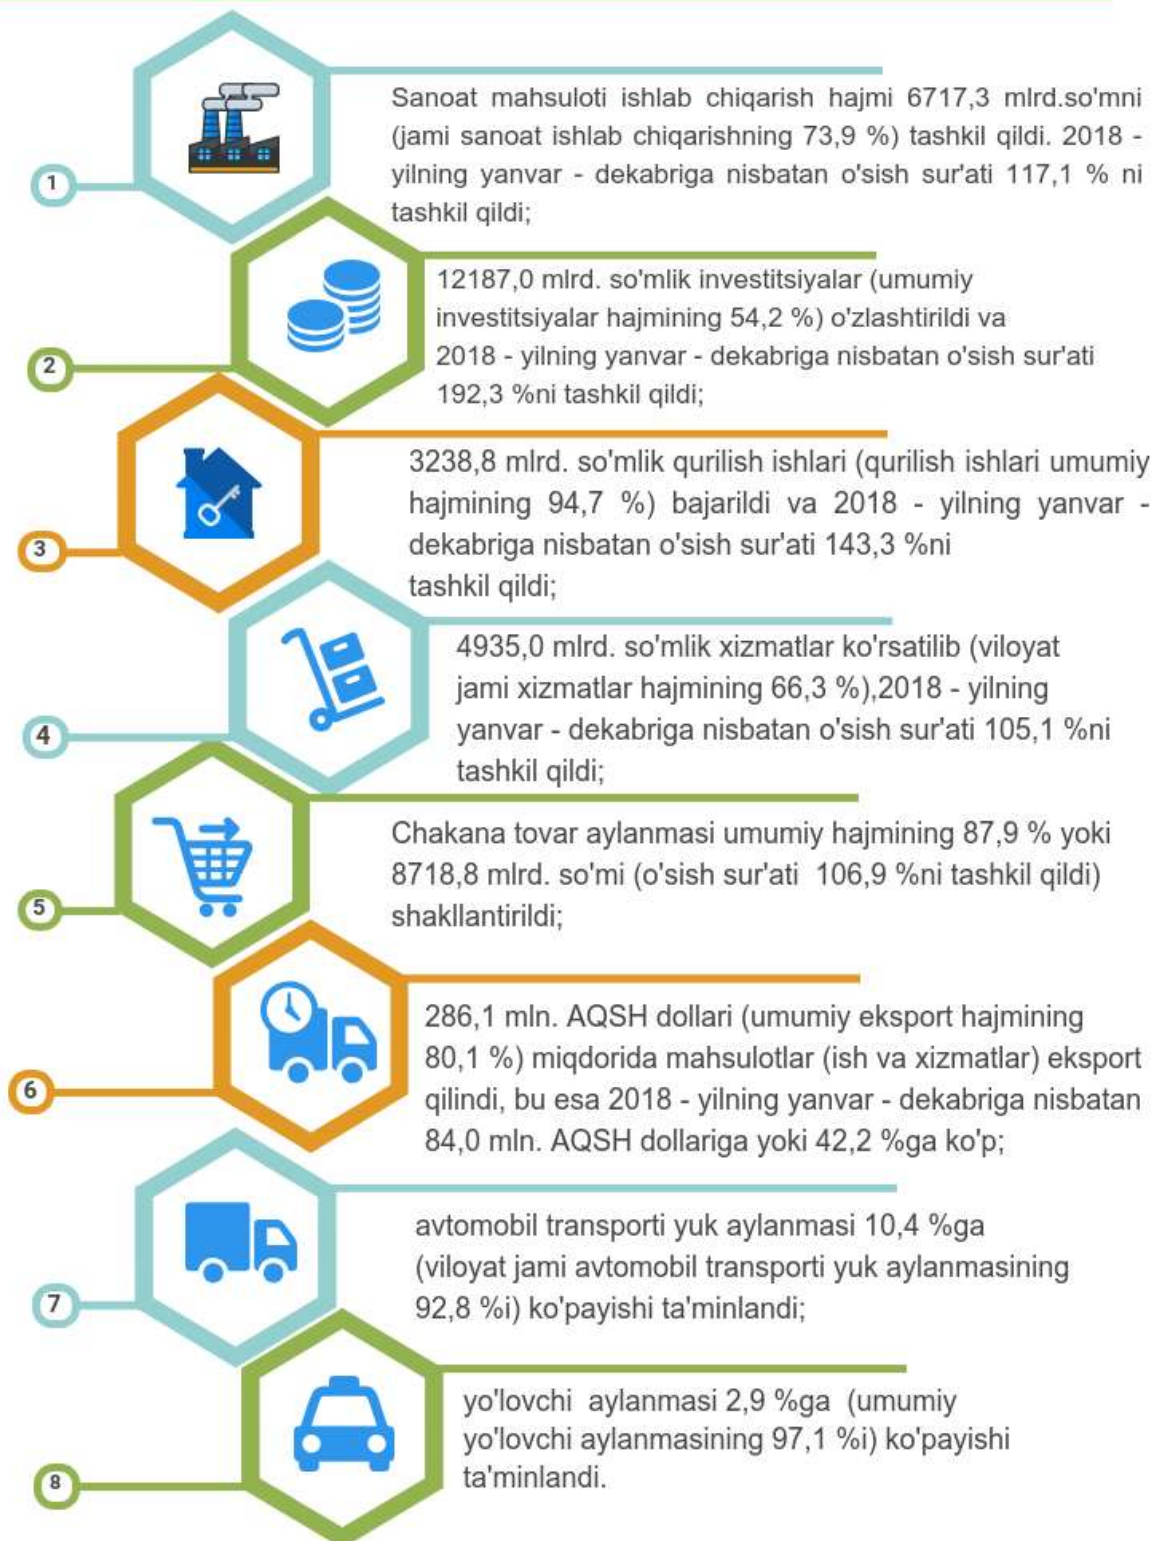 1
Sanoat mahsuloti ishlab chiqarish hajmi 6717,3 mlrd.so'mni
(jami sanoat ishlab chiqarishning 73,9 %) tashkil qildi. 2018 -
yilning yanvar - dekabriga nisbatan o'sish sur'ati 117,1 % ni
tashkil qildi;
2
12187,0 mlrd. so'mlik investitsiyalar (umumiy
investitsiyalar hajmining 54,2 %) o'zlashtirildi va
2018 - yilning yanvar - dekabriga nisbatan o'sish sur'ati
192,3 %ni tashkil qildi;
3
3238,8 mlrd. so'mlik qurilish ishlari (qurilish ishlari umumiy
hajmining 94,7 %) bajarildi va 2018 - yilning yanvar -
dekabriga nisbatan o'sish sur'ati 143,3 %ni
tashkil qildi;
4
4935,0 mlrd. so'mlik xizmatlar ko'rsatilib (viloyat
jami xizmatlar hajmining 66,3 %),2018 - yilning
yanvar - dekabriga nisbatan o'sish sur'ati 105,1 %ni
tashkil qildi;
5
Chakana tovar aylanmasi umumiy hajmining 87,9 % yoki
8718,8 mlrd. so'mi (o'sish sur'ati 106,9 %ni tashkil qildi)
shakllantirildi;
6
286,1 mln. AQSH dollari (umumiy eksport hajmining
80,1 %) miqdorida mahsulotlar (ish va xizmatlar) eksport
qilindi, bu esa 2018 - yilning yanvar - dekabriga nisbatan
84,0 mln. AQSH dollariga yoki 42,2 %ga ko'p;
7
avtomobil transporti yuk aylanmasi 10,4 %ga
(viloyat jami avtomobil transporti yuk aylanmasining
92,8 %i) ko'payishi ta'minlandi;
8
yo'lovchi aylanmasi 2,9 %ga (umumiy
yo'lovchi aylanmasining 97,1 %i) ko'payishi
ta'minlandi.